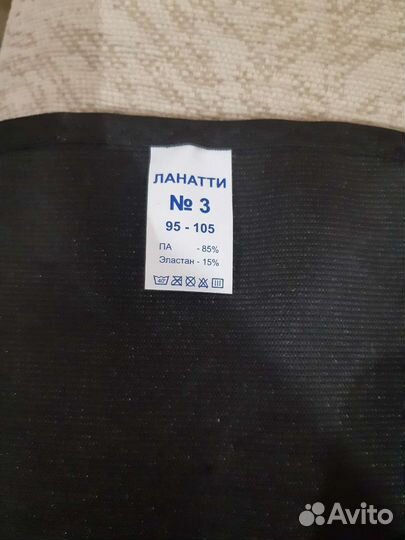 ЛАНАТТИ
№ 3
95 - 105
ПА - 85%
Эластан - 15%
Avito